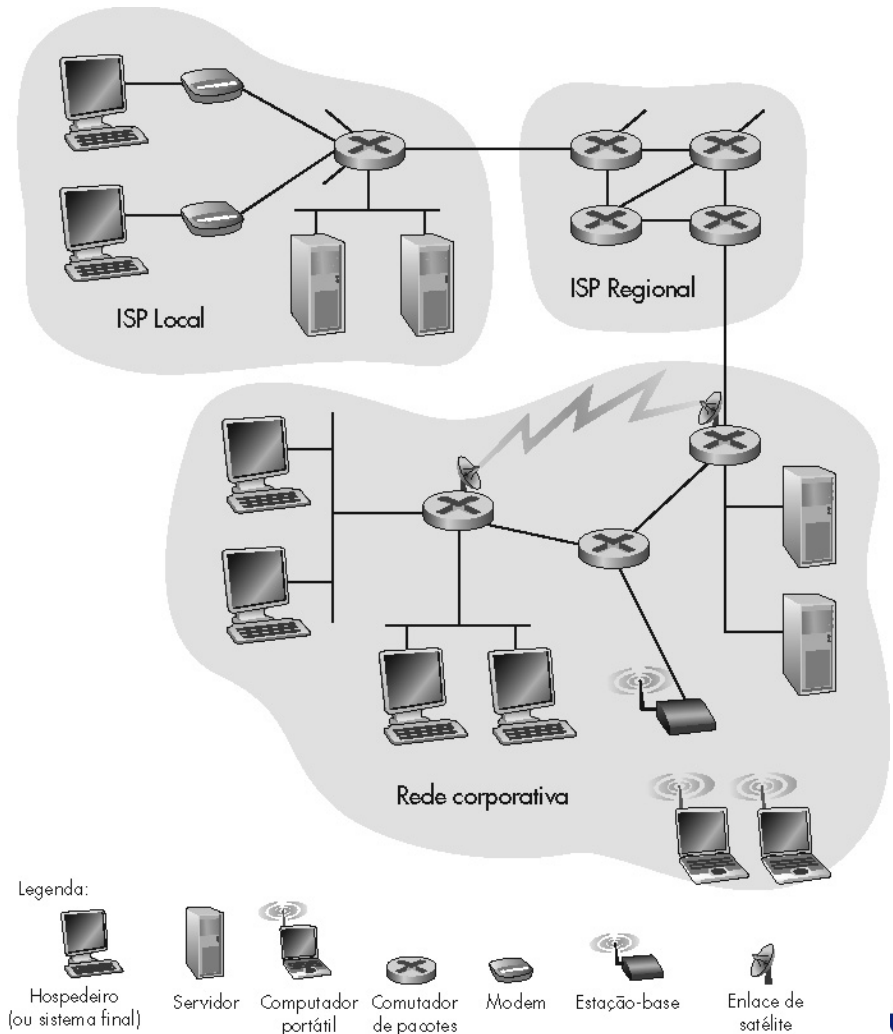 ISP Local
ISP Regional
Rede corporativa
Legenda:
Hospedeiro
(ou sistema final)
Servidor
Computador
portátil
Comutador
de pacotes
Modem
Estação-base
Enlace de
satélite